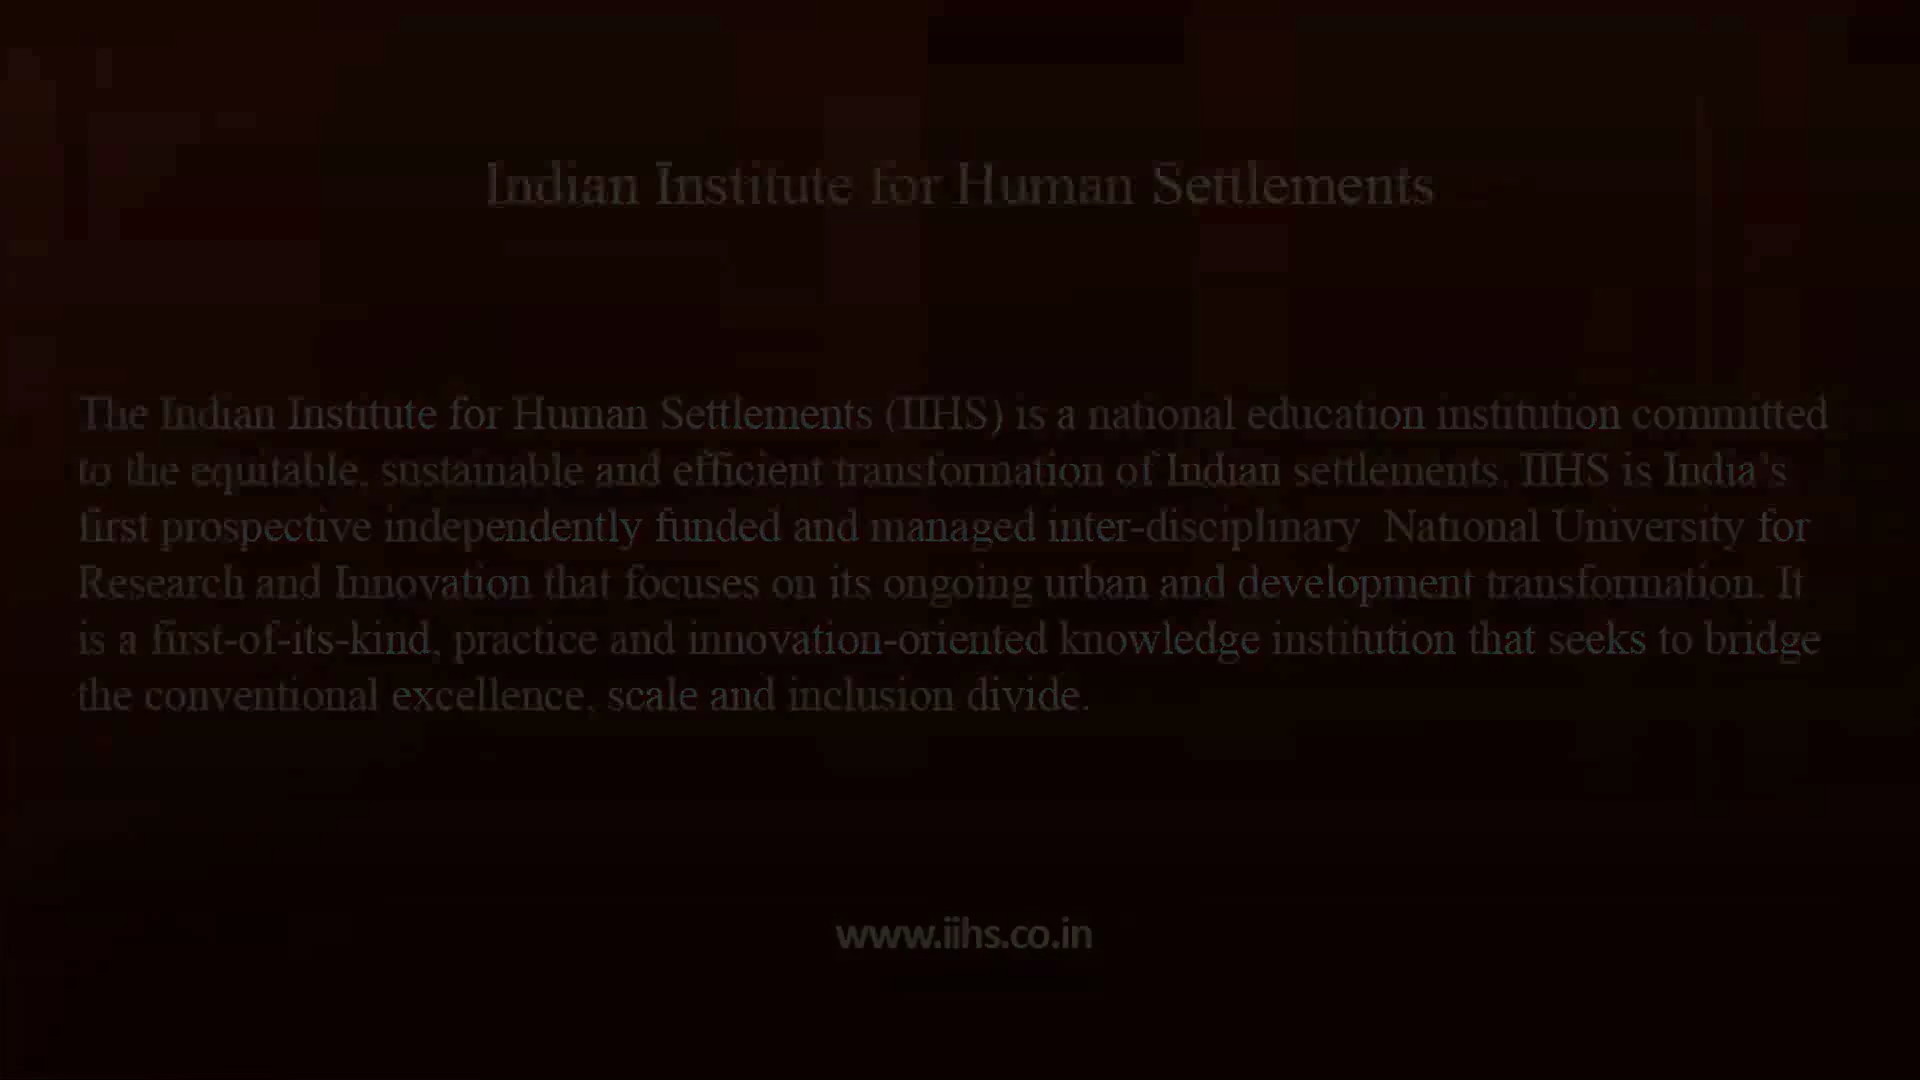 Indian Institute for Human Settlements
The Indian Institute for Human Settlements (IIHS) is a national education institution committed
to the equitable, sustainable and efficient transformation of Indian settlements. IIHS is India's
first prospective independently funded and managed inter-disciplinary National University for
Research and Innovation that focuses on its ongoing urban and development transformation. It
is a first-of-its-kind, practice and innovation-oriented knowledge institution that seeks to bridge
the conventional excellence, scale and inclusion divide.
www.iihs.co.in